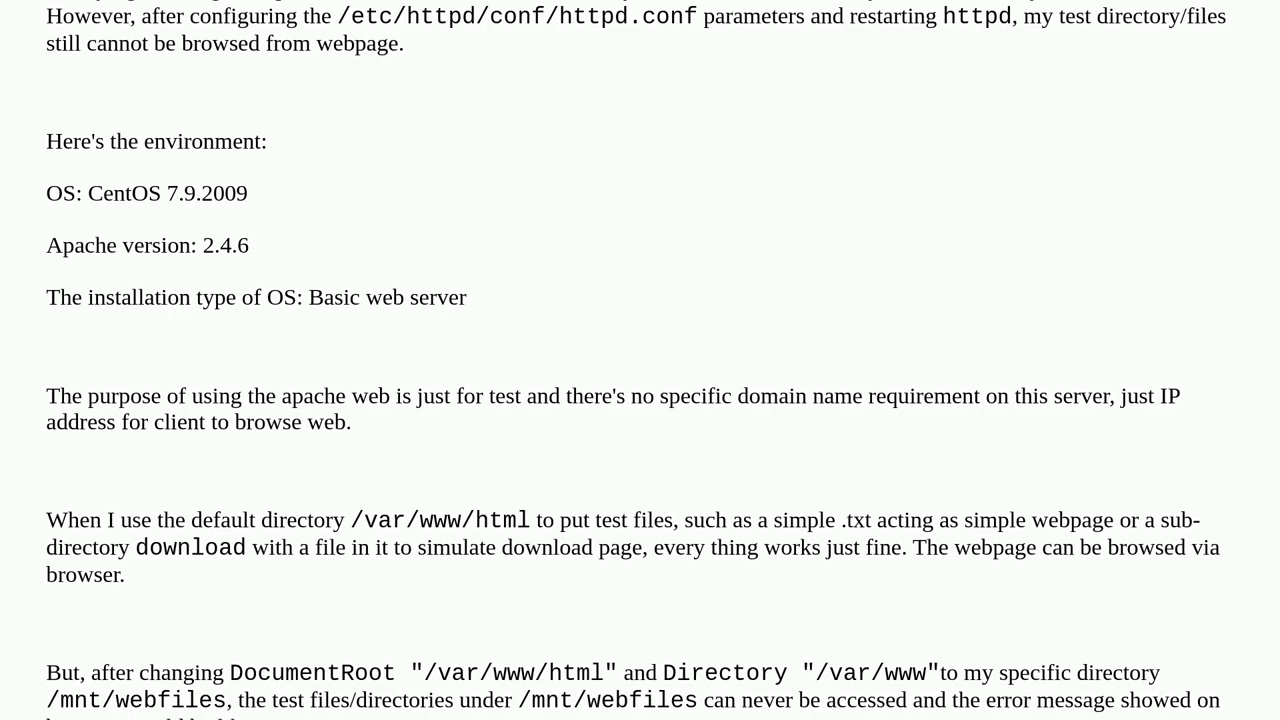 However, after configuring the /etc/httpd/conf/httpd.conf parameters and restarting httpd, my test directory/files
still cannot be browsed from webpage.
Here's the environment:
OS: CentOS 7.9.2009
Apache version: 2.4.6
The installation type of OS: Basic web server
The purpose of using the apache web is just for test and there's no specific domain name requirement on this server, just IP
address for client to browse web.
When I use the default directory /var/www/html to put test files, such as a simple .txt acting as simple webpage or a sub-
directory download with a file in it to simulate download page, every thing works just fine. The webpage can be browsed via
browser.
But, after changing DocumentRoot "/var/www/html" and Directory "/var/www"to my specific directory
/mnt/webfiles, the test files/directories under /mnt/webfiles can never be accessed and the error message showed on